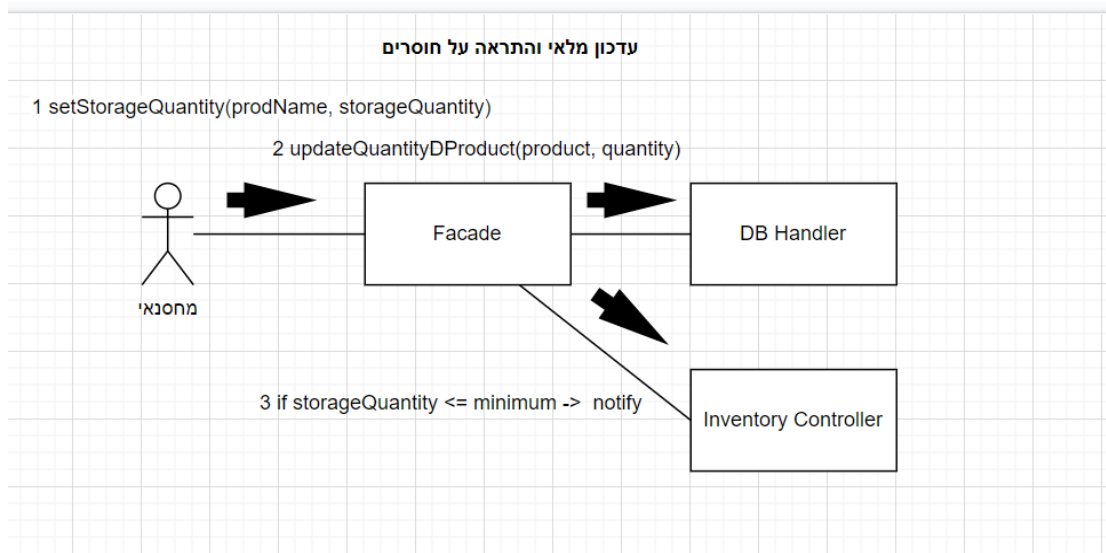 עדכון מלאי והתראה על חוסרים
1 setStorageQuantity(prodName, storageQuantity)
2 updateQuantityDProduct(product, quantity)
Facade
DB Handler
מחסנאי
3 if storageQuantity <= minimum -> notify
Inventory Controller